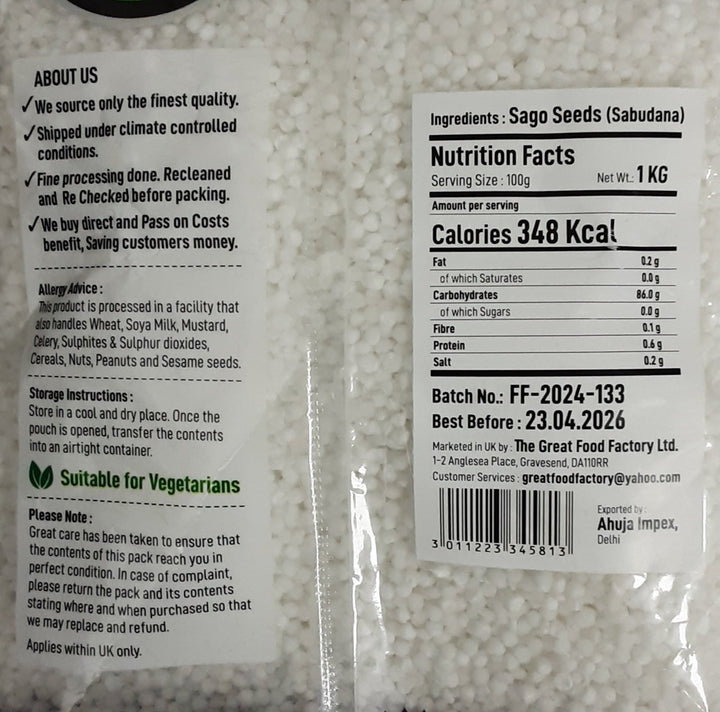 ABOUT US
✓We source only the finest quality.
✓Shipped under climate controlled
conditions.
✓Fine processing done. Recleaned
and Re Checked before packing.
✓We buy direct and Pass on Costs
benefit, Saving customers money.
Allergy Advice :
This product is processed in a facility that
also handles Wheat, Soya Milk, Mustard,
Celery, Sulphites & Sulphur dioxides,
Cereals, Nuts, Peanuts and Sesame seeds.
Storage Instructions :
Store in a cool and dry place. Once the
pouch is opened, transfer the contents
into an airtight container.
Suitable for Vegetarians
Please Note :
Great care has been taken to ensure that
the contents of this pack reach you in
perfect condition. In case of complaint,
please return the pack and its contents
stating where and when purchased so that
we may replace and refund.
Applies within UK only.
Ingredients : Sago Seeds (Sabudana)
Nutrition Facts
Serving Size : 100g Net Wt.: 1 KG
Amount per serving
Calories 348 Kcal
Fat 0.2 g
of which Saturates 0.0 g
Carbohydrates 86.0 g
of which Sugars 0.0 g
Fibre 0.1 g
Protein 0.6 g
Salt 0.2 g
Batch No.: FF-2024-133
Best Before : 23.04.2026
Marketed in UK by : The Great Food Factory Ltd.
1-2 Anglesea Place, Gravesend, DA110RR
Customer Services : greatfoodfactory@yahoo.com
Exported by :
Ahuja Impex,
Delhi
3 011223 345813